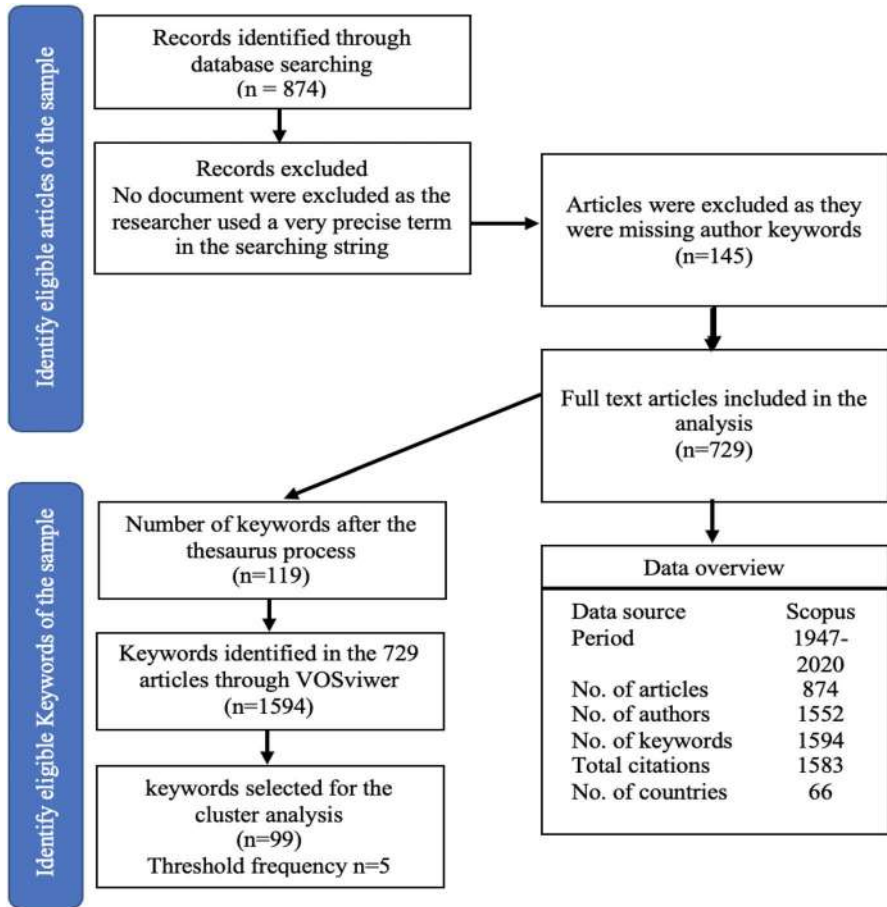 Identify eligible articles of the sample
Records identified through
database searching
(n = 874)
Records excluded
No document were excluded as the
researcher used a very precise term
in the searching string
Articles were excluded as they
were missing author keywords
(n=145)
Full text articles included in the
analysis
(n=729)
Identify eligible Keywords of the sample
Number of keywords after the
thesaurus process
(n=119)
Keywords identified in the 729
articles through VOSviwer
(n=1594)
keywords selected for the
cluster analysis
(n=99)
Threshold frequency n=5
Data overview
Data source Scopus
Period 1947-
2020
No. of articles 874
No. of authors 1552
No. of keywords 1594
Total citations 1583
No. of countries 66